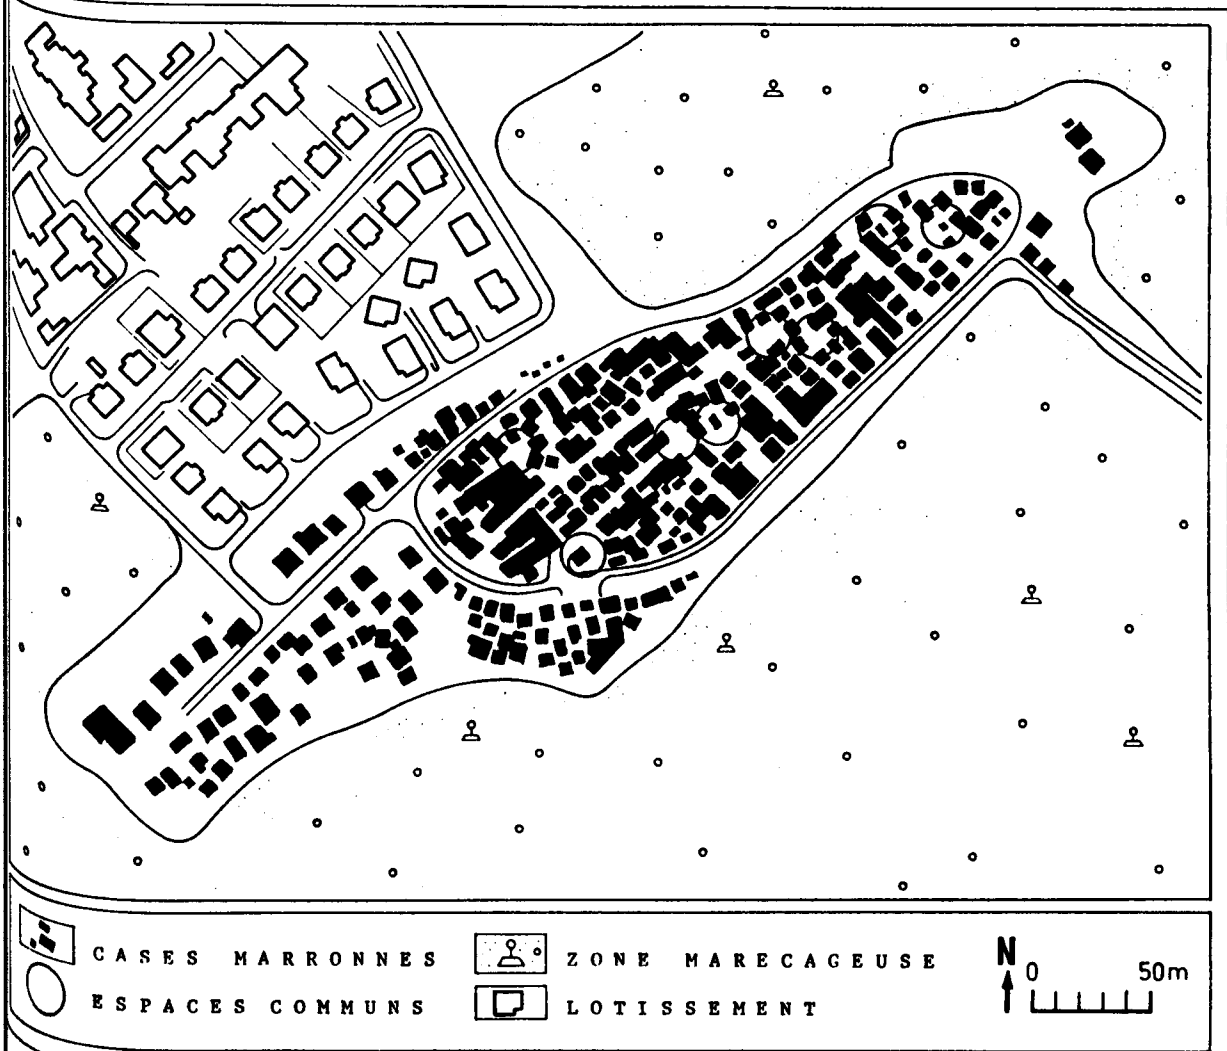 CASES MARRONNES
ESPACES COMMUNS
ZONE MARECAGEUSE
LOTISSEMENT
N
0 50m